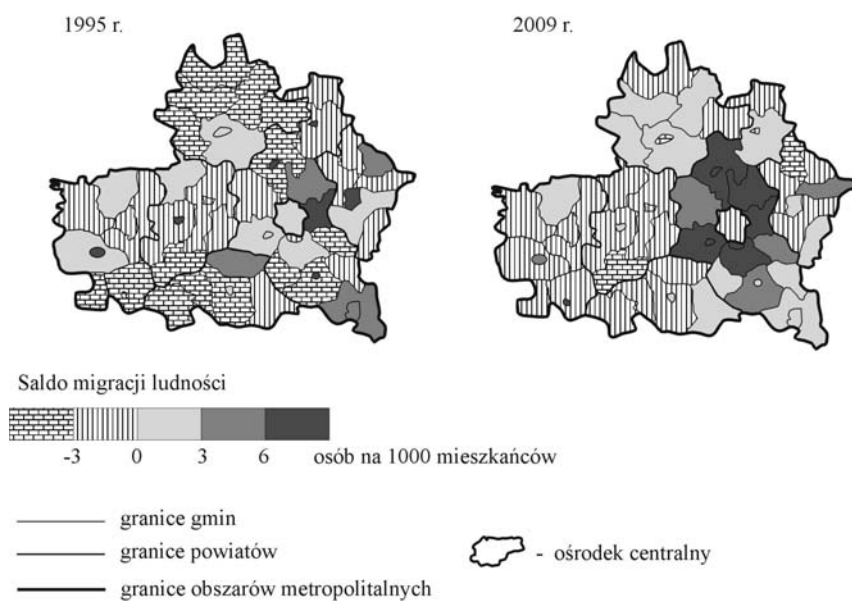 1995 r.
2009 r.
Saldo migracji ludności
-3 0 3 6 osób na 1000 mieszkańców
granice gmin
granice powiatów
- ośrodek centralny
granice obszarów metropolitalnych